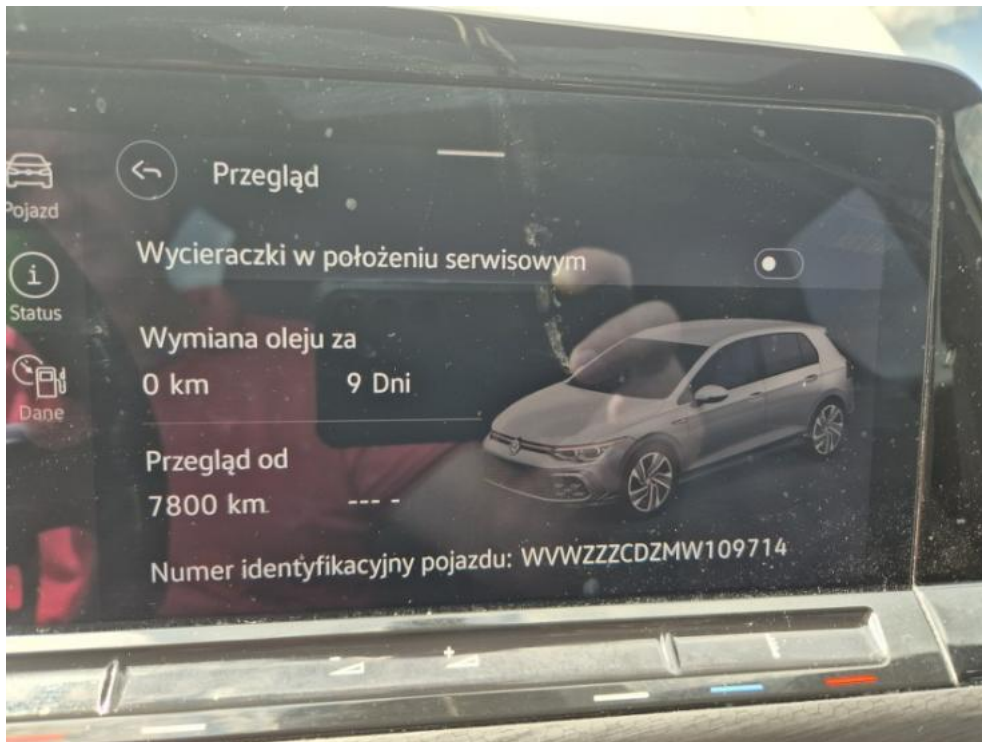 Przegląd
Pojazd
Wycieraczki w położeniu serwisowym
Status
Wymiana oleju za
0 km 9 Dni
Dane
Przegląd od
7800 km --- -
Numer identyfikacyjny pojazdu: WVWZZZCDZMW109714